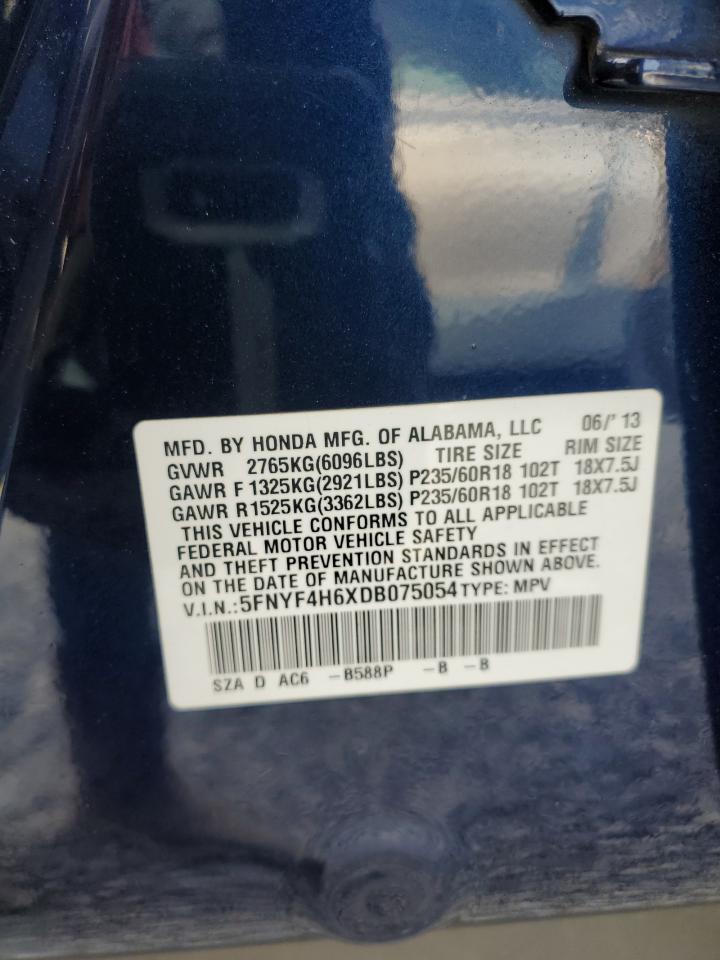 MFD. BY HONDA MFG. OF ALABAMA, LLC 06/'13
GVWR 2765KG(6096LBS) TIRE SIZE RIM SIZE
GAWR F 1325KG(2921LBS) P235/60R18 102T 18X7.5J
GAWR R 1525KG(3362LBS) P235/60R18 102T 18X7.5J
THIS VEHICLE CONFORMS TO ALL APPLICABLE
FEDERAL MOTOR VEHICLE SAFETY
AND THEFT PREVENTION STANDARDS IN EFFECT
ON THE DATE OF MANUFACTURE SHOWN ABOVE.
V.I.N.:5FNYF4H6XDB075054 TYPE: MPV
SZA D AC6 -B588P -B -B